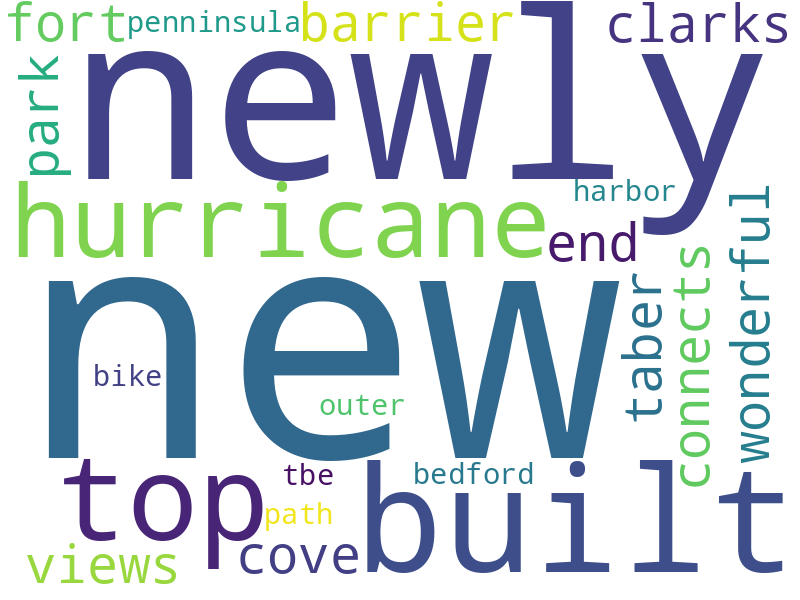 fort penninsula barrier clarks
newly
park
hurricane
harbor
end
wonderful
connects
taber
new
bike
outer
top
tbe
bedford
built
path
cove
views